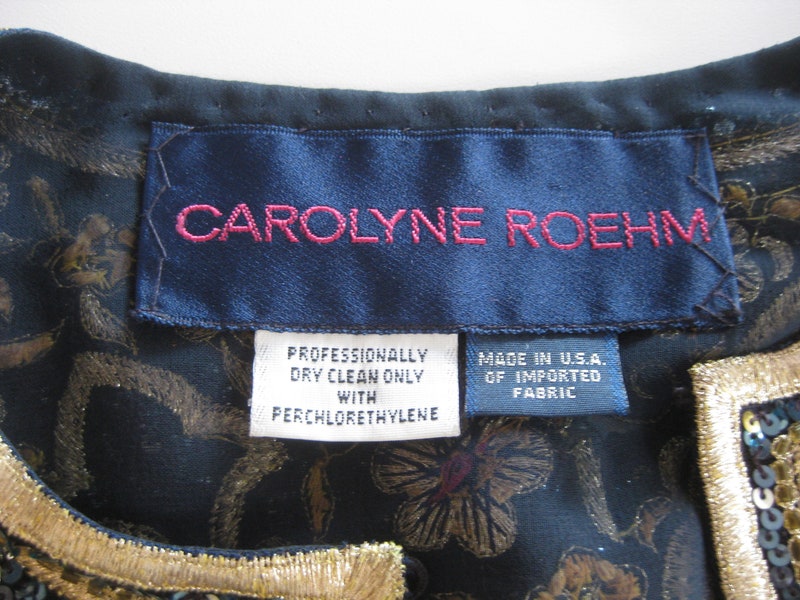 CAROLYNE ROEHM
PROFESSIONALLY
DRY CLEAN ONLY
WITH
PERCHLORETHYLENE
MADE IN U.S.A.
OF IMPORTED
FABRIC